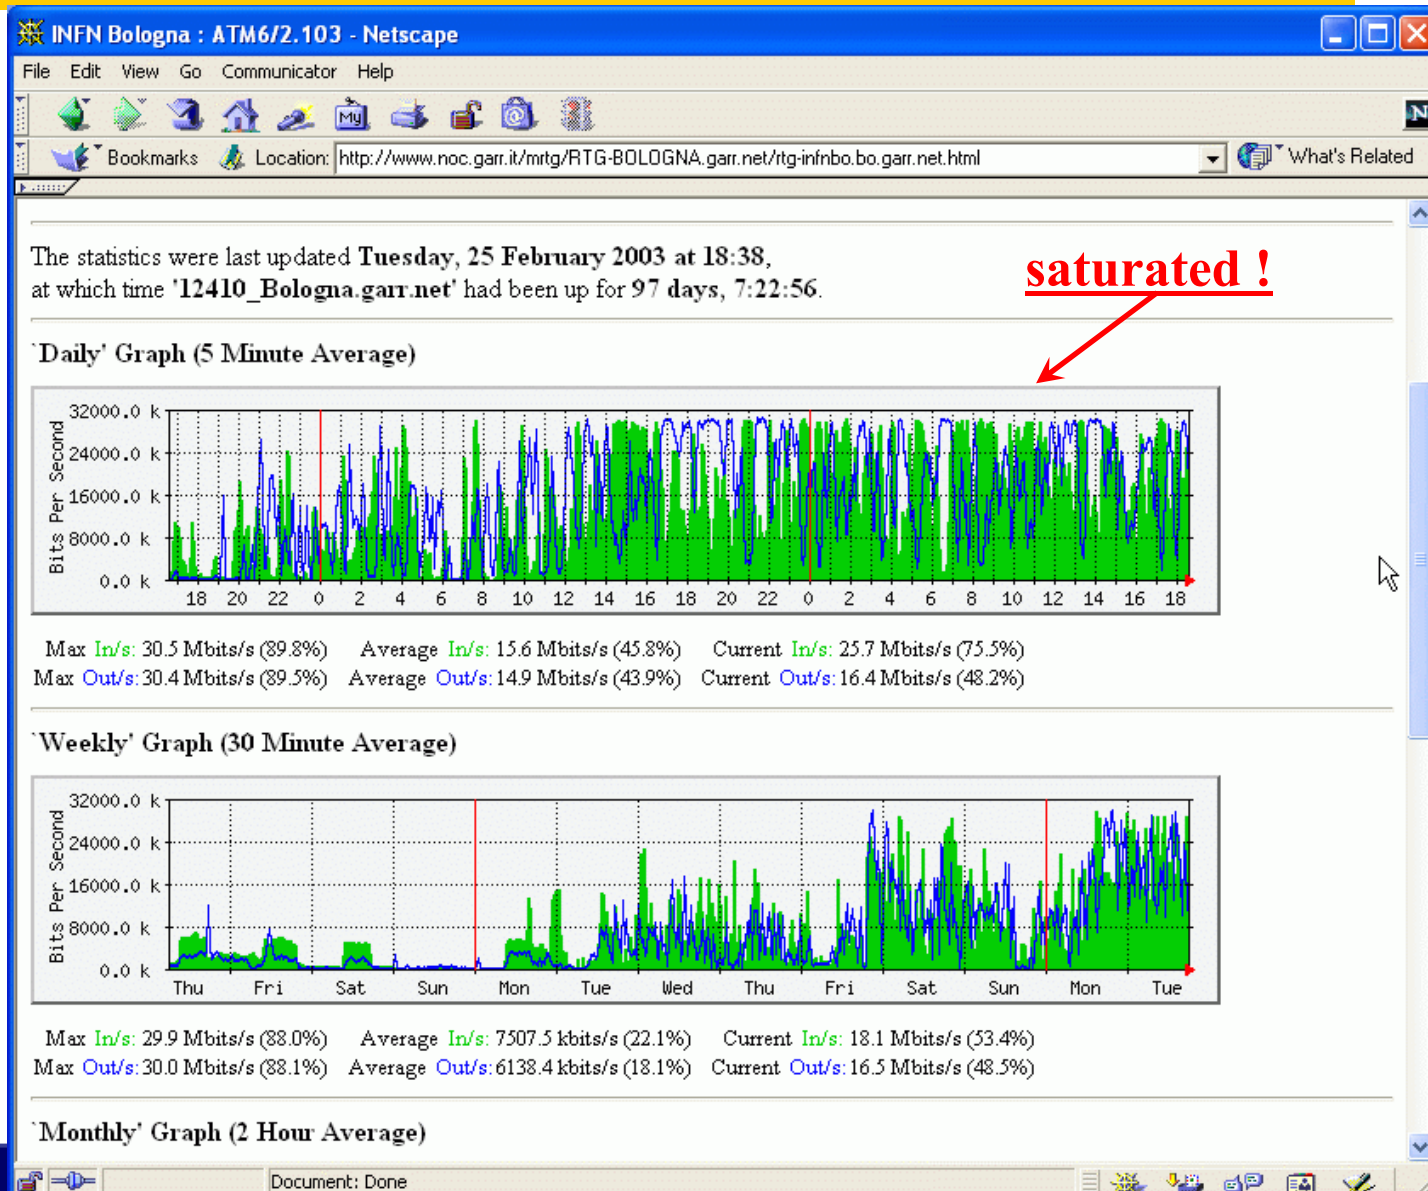 INFN Bologna : ATM6/2.103 - Netscape
File Edit View Go Communicator Help
My
N
Bookmarks Location: http://www.noc.garr.it/mrtg/RTG-BOLOGNA.garr.net/rtg-infnbo.bo.garr.net.html What's Related
The statistics were last updated Tuesday, 25 February 2003 at 18:38,
at which time '12410_Bologna.garr.net' had been up for 97 days, 7:22:56.
saturated !
`Daily' Graph (5 Minute Average)
Bits Per Second
32000.0 k
24000.0 k
16000.0 k
8000.0 k
0.0 k
18 20 22 0 2 4 6 8 10 12 14 16 18 20 22 0 2 4 6 8 10 12 14 16 18
Max In/s: 30.5 Mbits/s (89.8%) Average In/s: 15.6 Mbits/s (45.8%) Current In/s: 25.7 Mbits/s (75.5%)
Max Out/s: 30.4 Mbits/s (89.5%) Average Out/s: 14.9 Mbits/s (43.9%) Current Out/s: 16.4 Mbits/s (48.2%)
`Weekly' Graph (30 Minute Average)
Bits Per Second
32000.0 k
24000.0 k
16000.0 k
8000.0 k
0.0 k
Thu Fri Sat Sun Mon Tue Wed Thu Fri Sat Sun Mon Tue
Max In/s: 29.9 Mbits/s (88.0%) Average In/s: 7507.5 kbits/s (22.1%) Current In/s: 18.1 Mbits/s (53.4%)
Max Out/s: 30.0 Mbits/s (88.1%) Average Out/s: 6138.4 kbits/s (18.1%) Current Out/s: 16.5 Mbits/s (48.5%)
`Monthly' Graph (2 Hour Average)
Document: Done